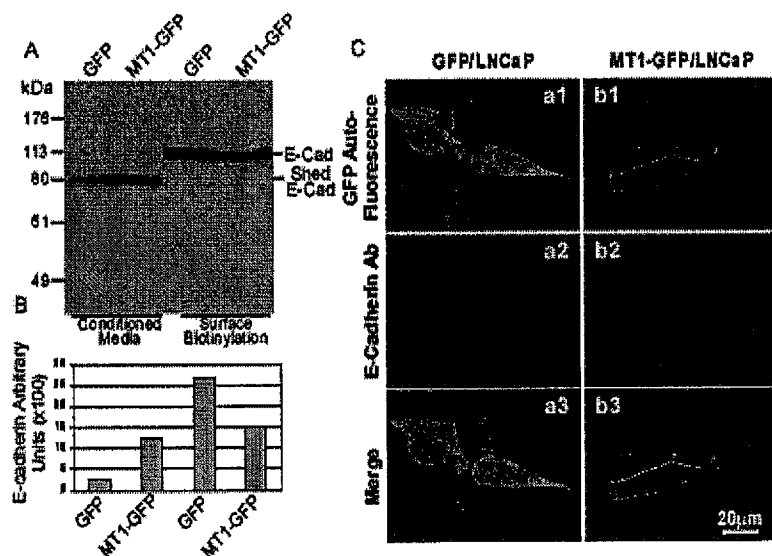 A
GFP
MT1-GFP
GFP
MT1-GFP
kDa
176
113
80
61
49
E-Cad
Shed
E-Cad
B
Conditioned
Media
Surface
Biotinylation
E-cadherin Arbitrary
Units (x100)
GFP
MT1-GFP
GFP
MT1-GFP
C
GFP/LNCaP
MT1-GFP/LNCaP
GFP Auto-
Fluorescence
a1
b1
E-Cadherin Ab
a2
b2
Merge
a3
b3
20µm